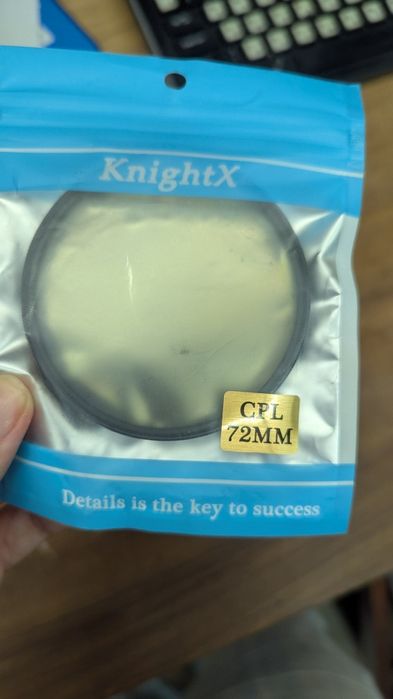 KnightX
CPL
72MM
Details is the key to success